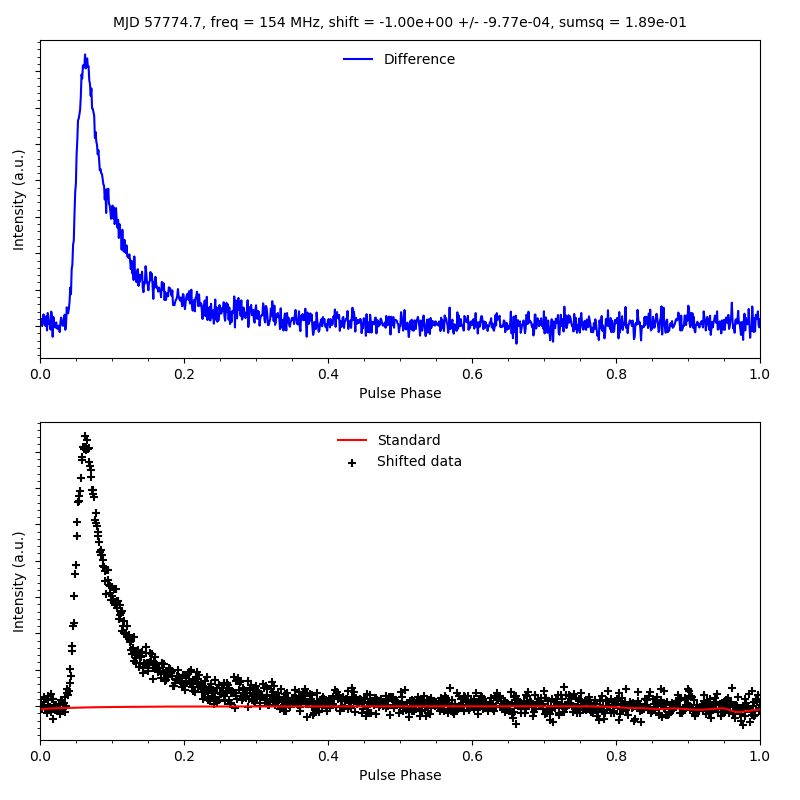 MJD 57774.7, freq = 154 MHz, shift = -1.00e+00 +/- -9.77e-04, sumsq = 1.89e-01
Difference
Intensity (a.u.)
0.0 0.2 0.4 0.6 0.8 1.0
Pulse Phase
Standard
Shifted data
Intensity (a.u.)
0.0 0.2 0.4 0.6 0.8 1.0
Pulse Phase